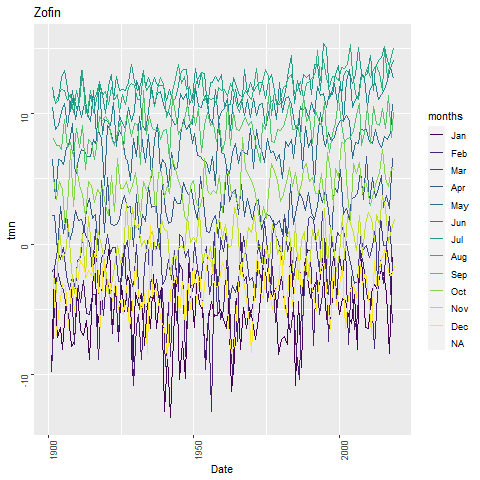 Zofin
tmn
10
0
-10
1900
1950
2000
Date
months
Jan
Feb
Mar
Apr
May
Jun
Jul
Aug
Sep
Oct
Nov
Dec
NA